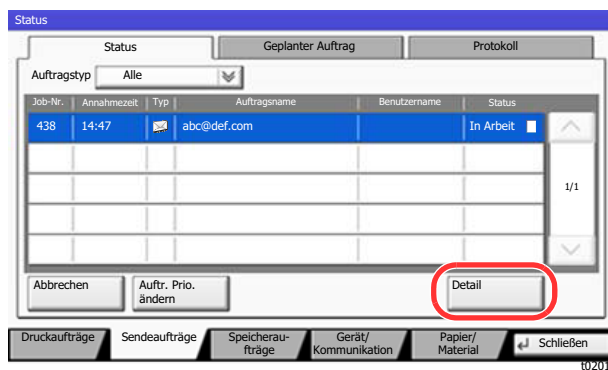 Status
Status Geplanter Auftrag Protokoll
Auftragstyp Alle
Job-Nr. Annahmezeit Typ Auftragsname Benutzername Status
438 14:47 abc@def.com In Arbeit
1/1
Abbrechen Auftr. Prio. Detail
ändern
Druckaufträge Sendeaufträge Speicherau- Gerät/ Papier/ Schließen
fträge Kommunikation Material
t0201